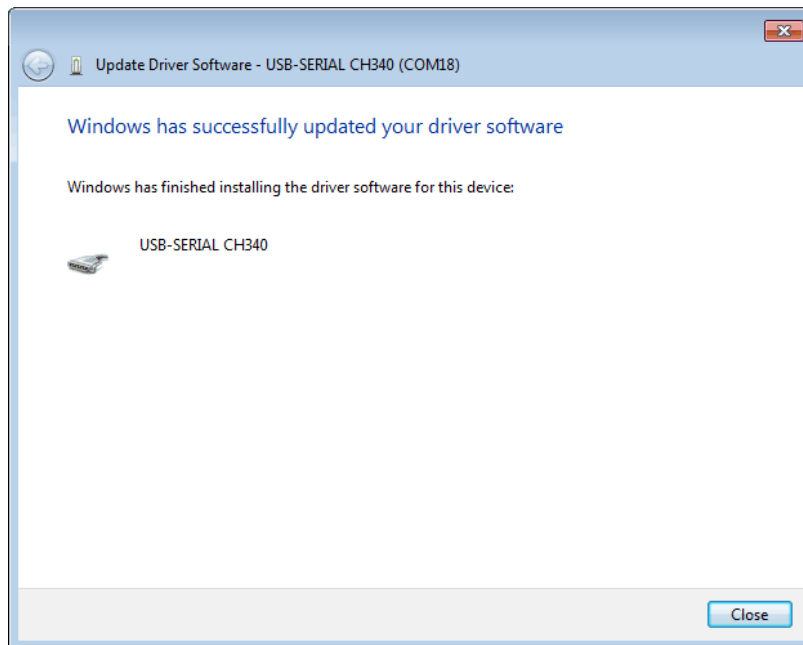 Update Driver Software - USB-SERIAL CH340 (COM18)
Windows has successfully updated your driver software
Windows has finished installing the driver software for this device:
USB-SERIAL CH340
Close